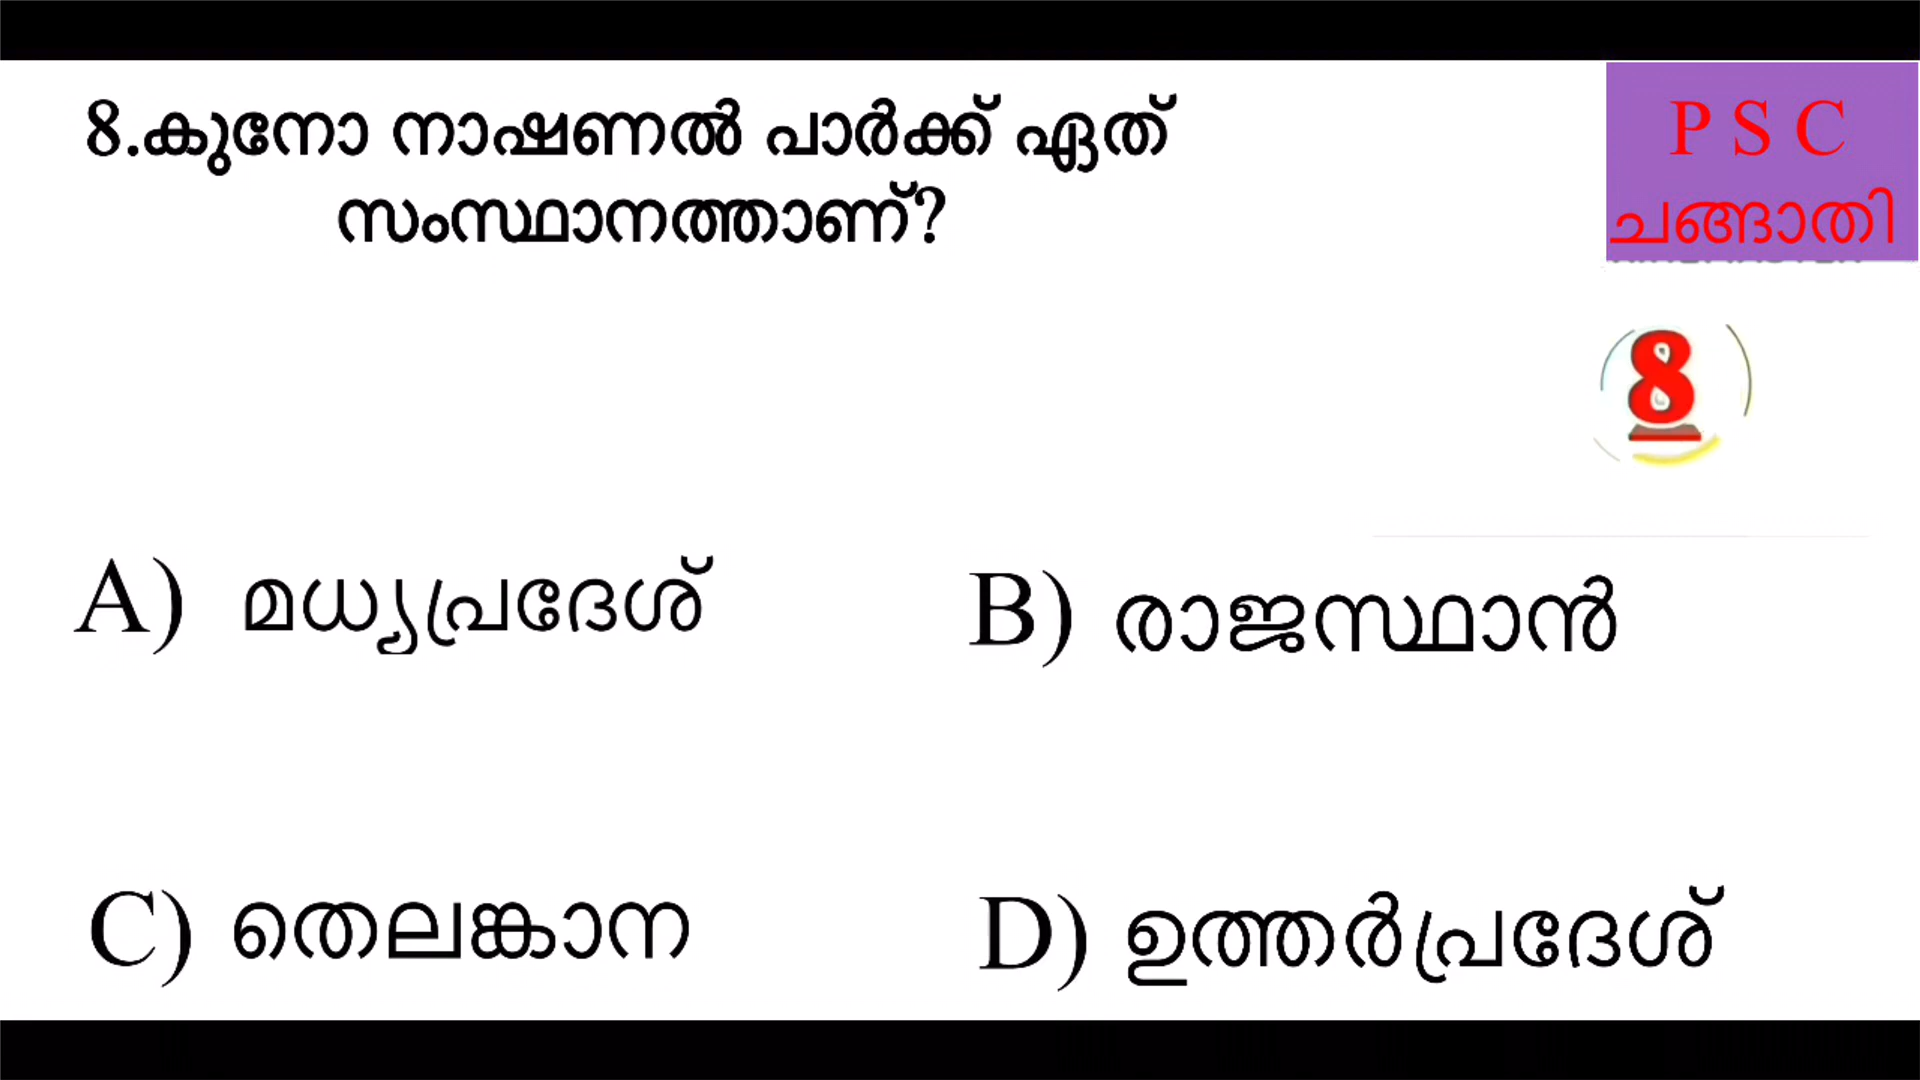 8.കുനോ നാഷണൽ പാർക്ക് ഏത്
സംസ്ഥാനത്താണ്?
P S C
ചങ്ങാതി
8
A) മധ്യപ്രദേശ്
B) രാജസ്ഥാൻ
C) തെലങ്കാന
D) ഉത്തർപ്രദേശ്